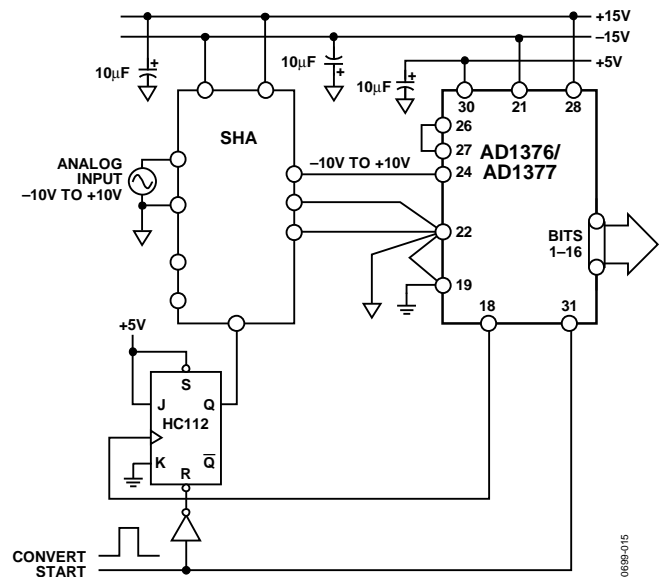 +15V
–15V
+5V
10µF
+
10µF
+
10µF
+
30
21
28
SHA
26
27
AD1376/
AD1377
ANALOG
INPUT
–10V TO +10V
–10V TO +10V
24
22
BITS
1–16
19
18
31
+5V
S
J
Q
HC112
K
Q
R
CONVERT
START
0699-015